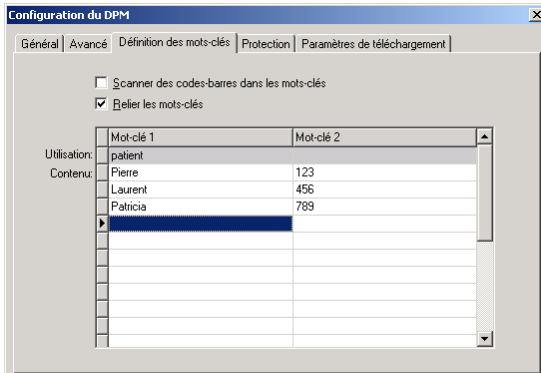 Configuration du DPM
Général Avancé Définition des mots-clés Protection Paramètres de téléchargement
Scanner des codes-barres dans les mots-clés
Relier les mots-clés
Mot-clé 1 Mot-clé 2
Utilisation: patient
Contenu: Pierre 123
Laurent 456
Patricia 789